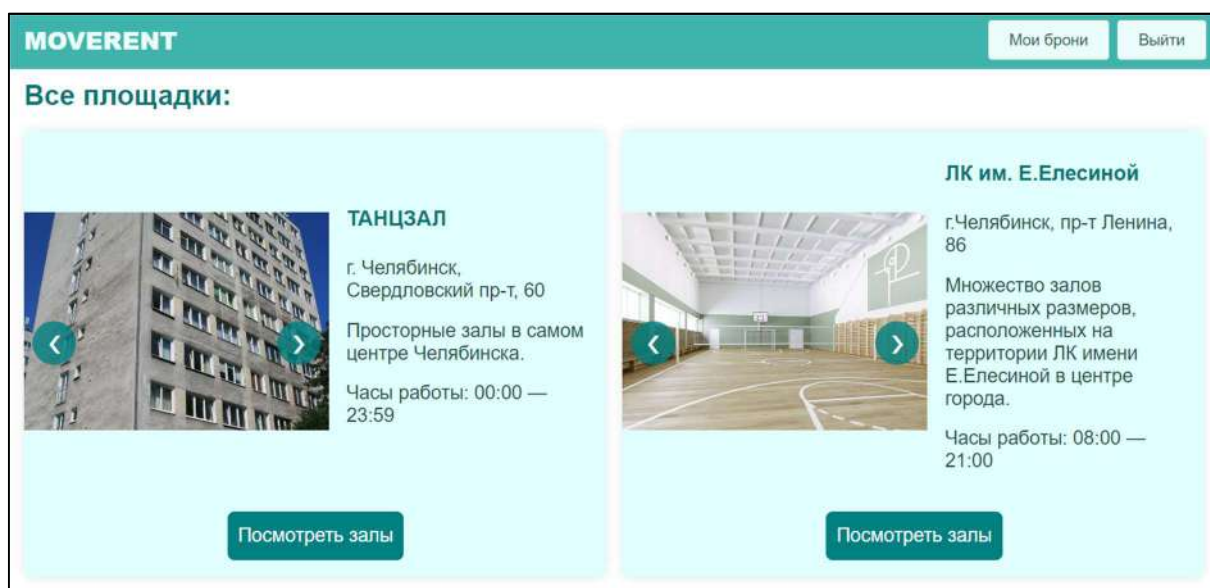 MOVERENT
Мои брони
Выйти
Все площадки:
ТАНЦЗАЛ
г. Челябинск,
Свердловский пр-т, 60
Просторные залы в самом
центре Челябинска.
Часы работы: 00:00 —
23:59
Посмотреть залы
ЛК им. Е.Елесиной
г.Челябинск, пр-т Ленина,
86
Множество залов
различных размеров,
расположенных на
территории ЛК имени
Е.Елесиной в центре
города.
Часы работы: 08:00 —
21:00
Посмотреть залы